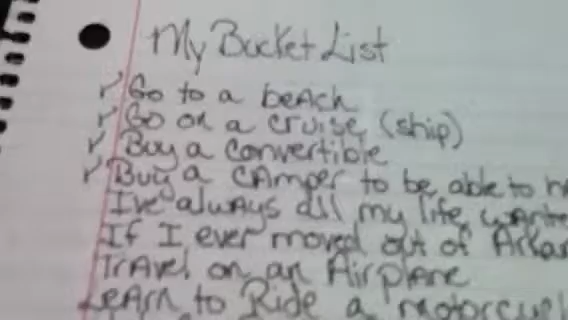 My Bucket List
✓ Go to a beach
✓ Go on a cruise (ship)
✓ Buy a convertible
✓ Buy a camper to be able to
I've always all my life
If I ever moved out of
Travel on an Airplane
Learn to Ride a